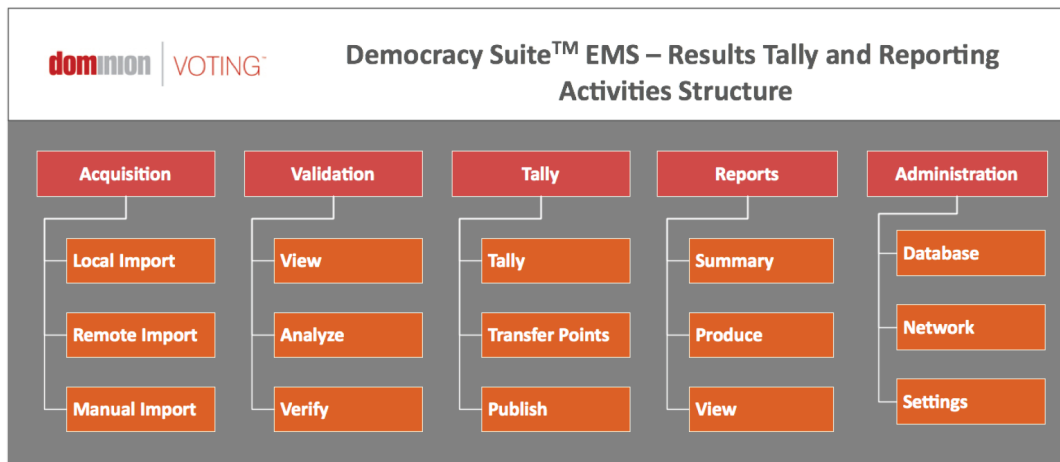 dominion VOTING™
Democracy Suite™ EMS – Results Tally and Reporting
Activities Structure
Acquisition
Local Import
Remote Import
Manual Import
Validation
View
Analyze
Verify
Tally
Tally
Transfer Points
Publish
Reports
Summary
Produce
View
Administration
Database
Network
Settings